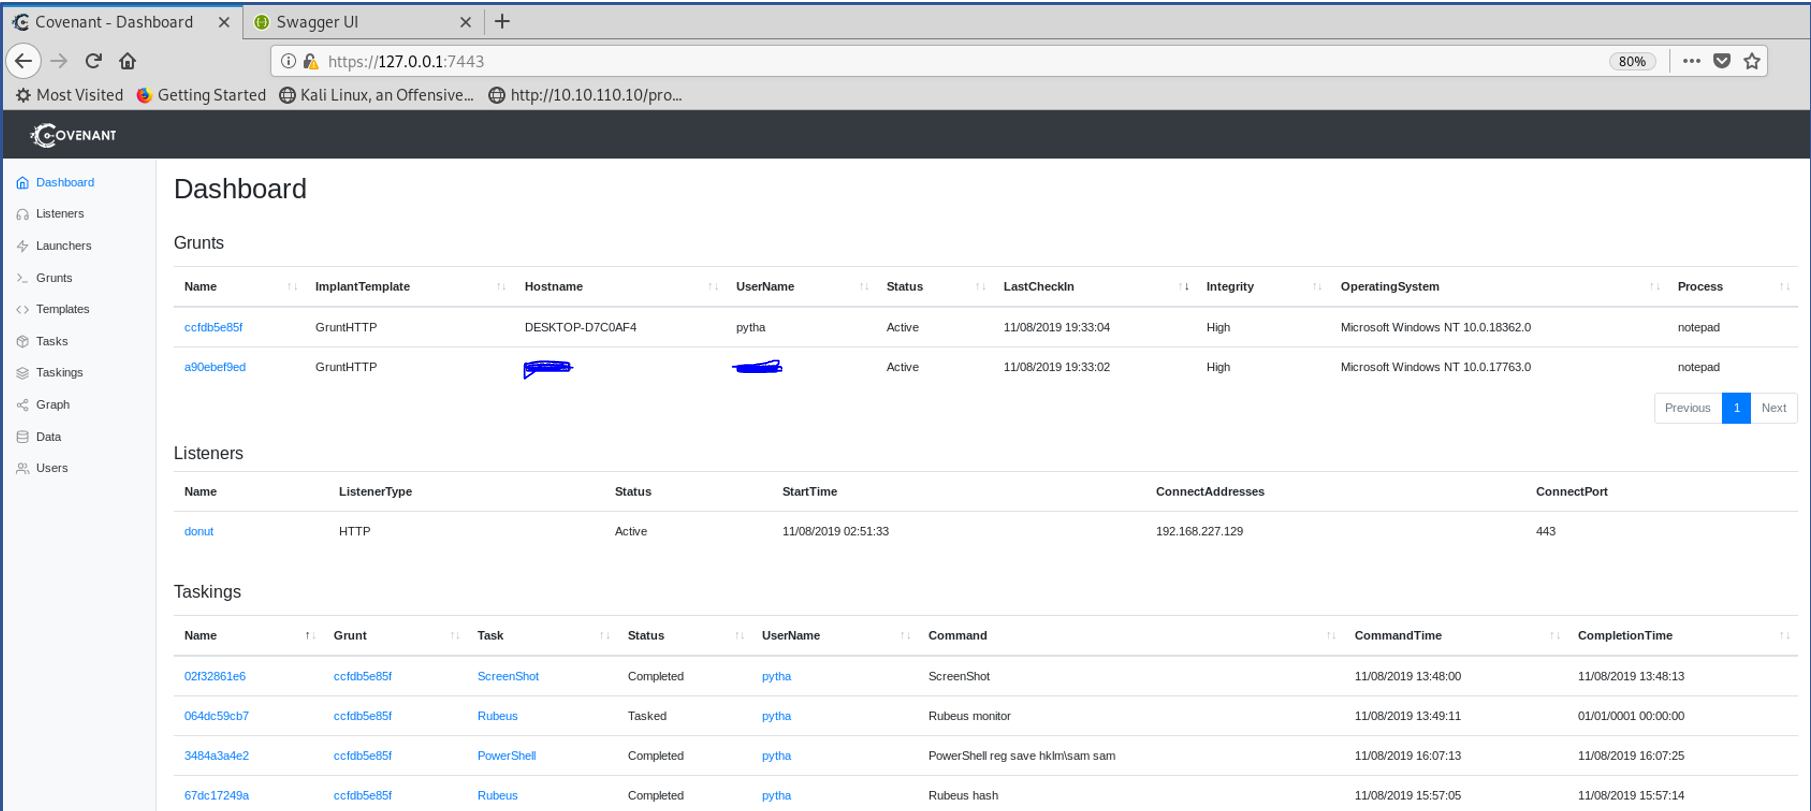 Covenant - Dashboard
Swagger UI
https://127.0.0.1:7443
80%
Most Visited Getting Started Kali Linux, an Offensive... http://10.10.110.10/pro...
COVENANT
Dashboard
Listeners
Launchers
Grunts
Templates
Tasks
Taskings
Graph
Data
Users
Dashboard
Grunts
Name ImplantTemplate Hostname UserName Status LastCheckIn Integrity OperatingSystem Process
ccfdb5e85f GruntHTTP DESKTOP-D7C0AF4 pytha Active 11/08/2019 19:33:04 High Microsoft Windows NT 10.0.18362.0 notepad
a90ebef9ed GruntHTTP Active 11/08/2019 19:33:02 High Microsoft Windows NT 10.0.17763.0 notepad
Previous 1 Next
Listeners
Name ListenerType Status StartTime ConnectAddresses ConnectPort
donut HTTP Active 11/08/2019 02:51:33 192.168.227.129 443
Taskings
Name Grunt Task Status UserName Command CommandTime CompletionTime
02f32861e6 ccfdb5e85f ScreenShot Completed pytha ScreenShot 11/08/2019 13:48:00 11/08/2019 13:48:13
064dc59cb7 ccfdb5e85f Rubeus Tasked pytha Rubeus monitor 11/08/2019 13:49:11 01/01/0001 00:00:00
3484a3a4e2 ccfdb5e85f PowerShell Completed pytha PowerShell reg save hklm\sam sam 11/08/2019 16:07:13 11/08/2019 16:07:25
67dc17249a ccfdb5e85f Rubeus Completed pytha Rubeus hash 11/08/2019 15:57:05 11/08/2019 15:57:14